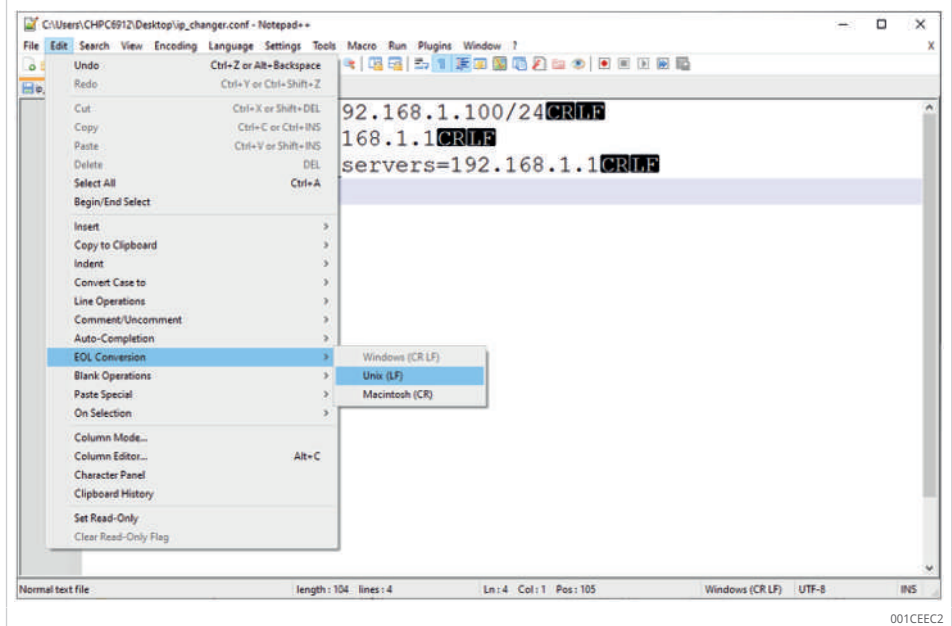 C:\Users\CHPC6912\Desktop\ip_changer.conf - Notepad++
File Edit Search View Encoding Language Settings Tools Macro Run Plugins Window ? X
Undo Ctrl+Z or Alt+Backspace
Redo Ctrl+Y or Ctrl+Shift+Z
Cut Ctrl+X or Shift+DEL
Copy Ctrl+C or Ctrl+INS
Paste Ctrl+V or Shift+INS
Delete DEL
Select All Ctrl+A
Begin/End Select
Insert
Copy to Clipboard
Indent
Convert Case to
Line Operations
Comment/Uncomment
Auto-Completion
EOL Conversion
Blank Operations
Paste Special
On Selection
Column Mode...
Column Editor... Alt+C
Character Panel
Clipboard History
Set Read-Only
Clear Read-Only Flag
92.168.1.100/24CRLF
168.1.1CRLF
_servers=192.168.1.1CRLF
Windows (CR LF)
Unix (LF)
Macintosh (CR)
Normal text file length : 104 lines : 4 Ln : 4 Col : 1 Pos : 105 Windows (CR LF) UTF-8 INS
001CEEC2